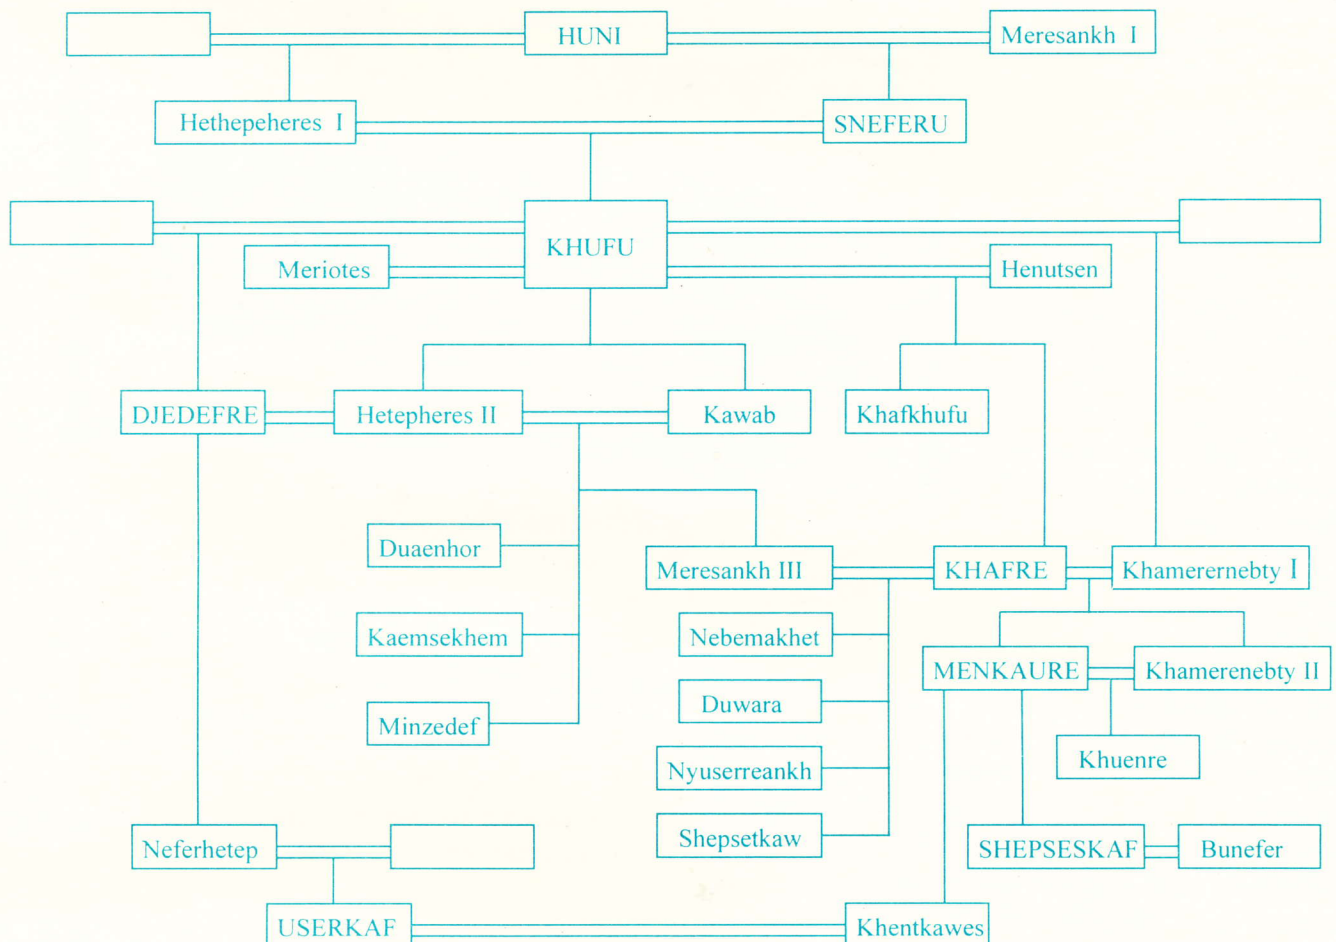 HUNI
Meresankh I
Hethepeheres I
SNEFERU
KHUFU
Meriotes
Henutsen
DJEDEFRE
Hetepheres II
Kawab
Khafkhufu
Duaenhor
Meresankh III
KHAFRE
Khamerernebty I
Kaemsekhem
Nebemakhet
MENKAURE
Khamerenebty II
Minzedef
Duwara
Nyuserreankh
Khuenre
Neferhetep
Shepsetkaw
SHEPSESKAF
Bunefer
USERKAF
Khentkawes